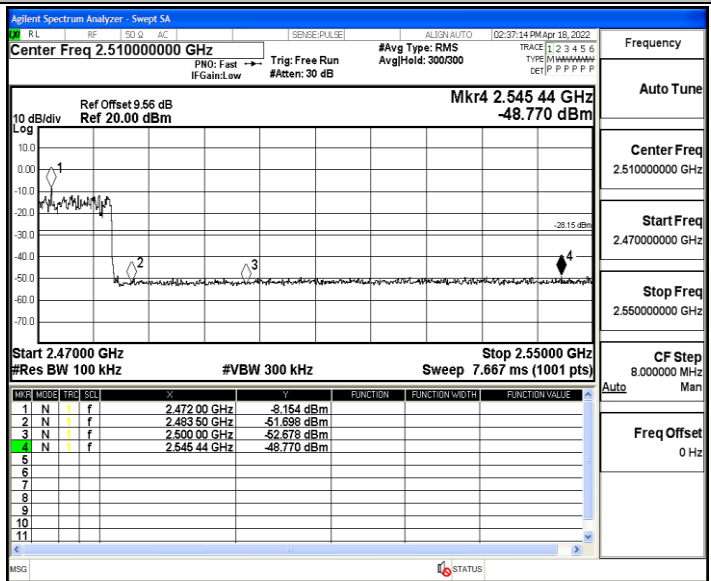 Agilent Spectrum Analyzer - Swept SA
LXI RL RF 50 Ω AC SENSE:PULSE ALIGN AUTO 02:37:14 PM Apr 18, 2022
Center Freq 2.510000000 GHz
PNO: Fast
IFGain:Low
Trig: Free Run
#Atten: 30 dB
#Avg Type: RMS
Avg|Hold: 300/300
TRACE 1 2 3 4 5 6
TYPE M WWWWW
DET P P P P P P
Mkr4 2.545 44 GHz
-48.770 dBm
Ref Offset 9.56 dB
10 dB/div Ref 20.00 dBm
Log
10.0
0.00
-10.0
-20.0
-30.0
-40.0
-50.0
-60.0
-70.0
1
2
3
4
-28.15 dBm
Start 2.47000 GHz Stop 2.55000 GHz
#Res BW 100 kHz #VBW 300 kHz Sweep 7.667 ms (1001 pts)
MKR MODE TRC SCL X Y FUNCTION FUNCTION WIDTH FUNCTION VALUE
1 N 1 f 2.472 00 GHz -8.154 dBm
2 N 1 f 2.483 50 GHz -51.698 dBm
3 N 1 f 2.500 00 GHz -52.678 dBm
4 N 1 f 2.545 44 GHz -48.770 dBm
5
6
7
8
9
10
11
MSG STATUS
Frequency
Auto Tune
Center Freq
2.510000000 GHz
Start Freq
2.470000000 GHz
Stop Freq
2.550000000 GHz
CF Step
8.000000 MHz
Auto Man
Freq Offset
0 Hz